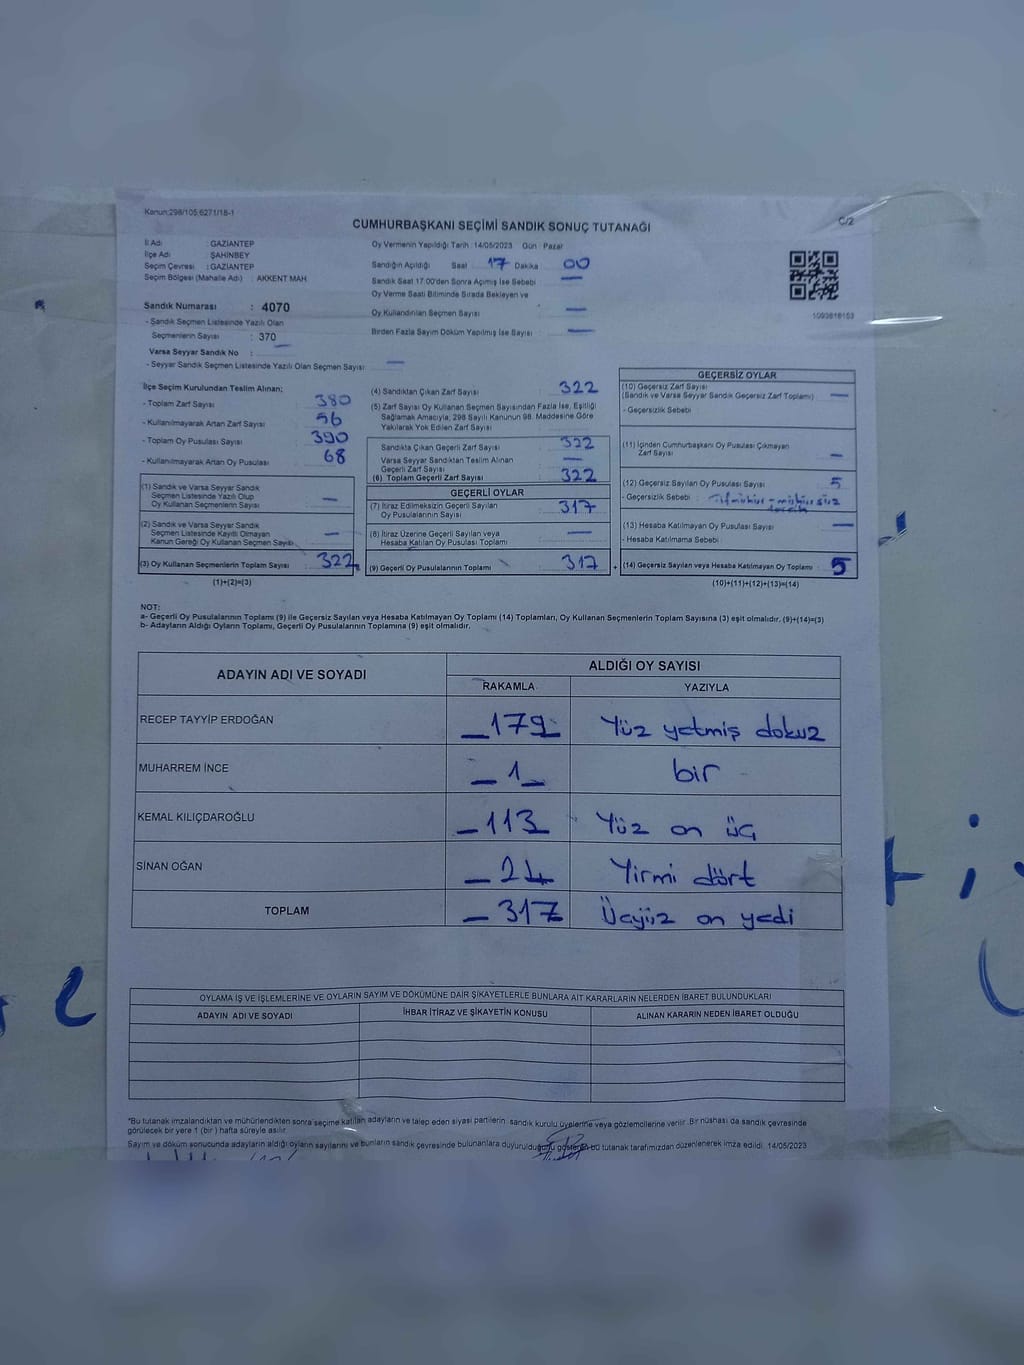 Kanun:298/105;6271/18-1
C/2
CUMHURBAŞKANI SEÇİMİ SANDIK SONUÇ TUTANAĞI
İl Adı : GAZİANTEP
İlçe Adı : ŞAHİNBEY
Seçim Çevresi : GAZİANTEP
Seçim Bölgesi (Mahalle Adı) : AKKENT MAH.
Sandık Numarası : 4070
- Sandık Seçmen Listesinde Yazılı Olan
Seçmenlerin Sayısı : 370
Varsa Seyyar Sandık No :
- Seyyar Sandık Seçmen Listesinde Yazılı Olan Seçmen Sayısı —
Oy Vermenin Yapıldığı Tarih : 14/05/2023 Gün : Pazar
Sandığın Açıldığı Saat 17 Dakika 00
Sandık Saat 17.00'den Sonra Açılmış İse Sebebi —
Oy Verme Saati Bitiminde Sırada Bekleyen ve
Oy Kullandırılan Seçmen Sayısı —
Birden Fazla Sayım Döküm Yapılmış İse Sayısı —
1093818153
İlçe Seçim Kurulundan Teslim Alınan;
- Toplam Zarf Sayısı 380
- Kullanılmayarak Artan Zarf Sayısı 56
- Toplam Oy Pusulası Sayısı 390
- Kullanılmayarak Artan Oy Pusulası 68
(1) Sandık ve Varsa Seyyar Sandık
Seçmen Listesinde Yazılı Olup
Oy Kullanan Seçmenlerin Sayısı —
(2) Sandık ve Varsa Seyyar Sandık
Seçmen Listesinde Kayıtlı Olmayan
Kanun Gereği Oy Kullanan Seçmen Sayısı —
(3) Oy Kullanan Seçmenlerin Toplam Sayısı 322
(1)+(2)=(3)
(4) Sandıktan Çıkan Zarf Sayısı 322
(5) Zarf Sayısı Oy Kullanan Seçmen Sayısından Fazla İse, Eşitliği
Sağlamak Amacıyla, 298 Sayılı Kanunun 98. Maddesine Göre
Yakılarak Yok Edilen Zarf Sayısı
Sandıkta Çıkan Geçerli Zarf Sayısı 322
Varsa Seyyar Sandıktan Teslim Alınan
Geçerli Zarf Sayısı —
(6) Toplam Geçerli Zarf Sayısı 322
GEÇERLİ OYLAR
(7) İtiraz Edilmeksizin Geçerli Sayılan
Oy Pusulalarının Sayısı 317
(8) İtiraz Üzerine Geçerli Sayılan veya
Hesaba Katılan Oy Pusulası Toplamı —
(9) Geçerli Oy Pusulalarının Toplamı 317
+
GEÇERSİZ OYLAR
(10) Geçersiz Zarf Sayısı
(Sandık ve Varsa Seyyar Sandık Geçersiz Zarf Toplamı) —
- Geçersizlik Sebebi
(11) İçinden Cumhurbaşkanı Oy Pusulası Çıkmayan
Zarf Sayısı —
(12) Geçersiz Sayılan Oy Pusulası Sayısı 5
- Geçersizlik Sebebi :
(13) Hesaba Katılmayan Oy Pusulası Sayısı —
- Hesaba Katılmama Sebebi
(14) Geçersiz Sayılan veya Hesaba Katılmayan Oy Toplamı 5
(10)+(11)+(12)+(13)=(14)
NOT:
a- Geçerli Oy Pusulalarının Toplamı (9) ile Geçersiz Sayılan veya Hesaba Katılmayan Oy Toplamı (14) Toplamları, Oy Kullanan Seçmenlerin Toplam Sayısına (3) eşit olmalıdır. (9)+(14)=(3)
b- Adayların Aldığı Oyların Toplamı, Geçerli Oy Pusulalarının Toplamına (9) eşit olmalıdır.
ADAYIN ADI VE SOYADI ALDIĞI OY SAYISI
RAKAMLA YAZIYLA
RECEP TAYYİP ERDOĞAN _179_ Yüz yetmiş dokuz
MUHARREM İNCE _1_ bir
KEMAL KILIÇDAROĞLU _113_ Yüz on üç
SİNAN OĞAN _24_ Yirmi dört
TOPLAM _317_ Üçyüz on yedi
OYLAMA İŞ VE İŞLEMLERİNE VE OYLARIN SAYIM VE DÖKÜMÜNE DAİR ŞİKAYETLERLE BUNLARA AİT KARARLARIN NELERDEN İBARET BULUNDUKLARI
ADAYIN ADI VE SOYADI İHBAR İTİRAZ VE ŞİKAYETİN KONUSU ALINAN KARARIN NEDEN İBARET OLDUĞU
*Bu tutanak imzalandıktan ve mühürlendikten sonra seçime katılan adayların ve talep eden siyasi partilerin sandık kurulu üyelerine veya gözlemcilerine verilir. Bir nüshası da sandık çevresinde
görülecek bir yere 1 (bir) hafta süreyle asılır.
Sayım ve döküm sonucunda adayların aldığı oyların sayılarını ve bunların sandık çevresinde bulunanlara duyurulduğunu gösteren bu tutanak tarafımızdan düzenlenerek imza edildi. 14/05/2023